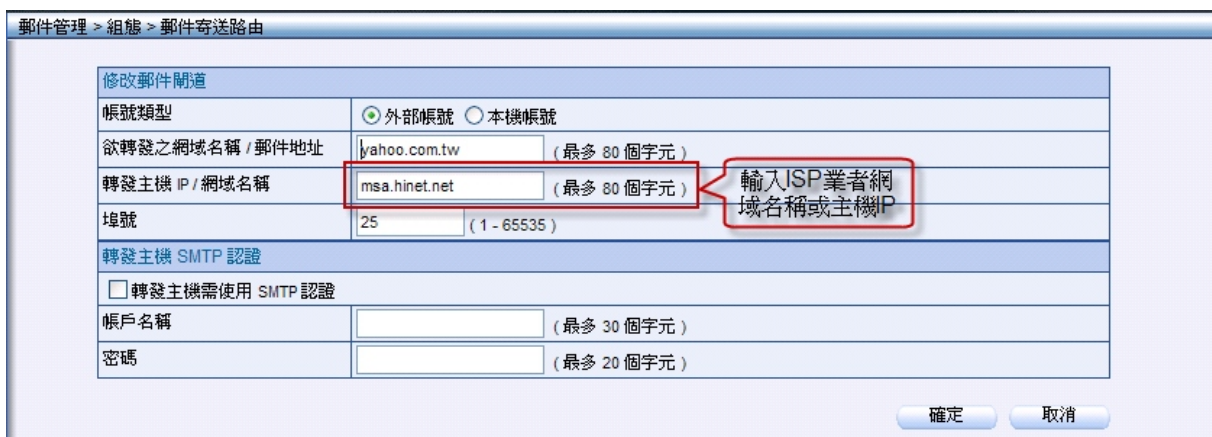 郵件管理 > 組態 > 郵件寄送路由
修改郵件閘道
帳號類型 外部帳號 本機帳號
欲轉發之網域名稱 / 郵件地址 yahoo.com.tw ( 最多 80 個字元 )
轉發主機 IP / 網域名稱 msa.hinet.net ( 最多 80 個字元 )
輸入ISP業者網
域名稱或主機IP
埠號 25 ( 1 - 65535 )
轉發主機 SMTP 認證
轉發主機需使用 SMTP 認證
帳戶名稱 ( 最多 30 個字元 )
密碼 ( 最多 20 個字元 )
確定 取消